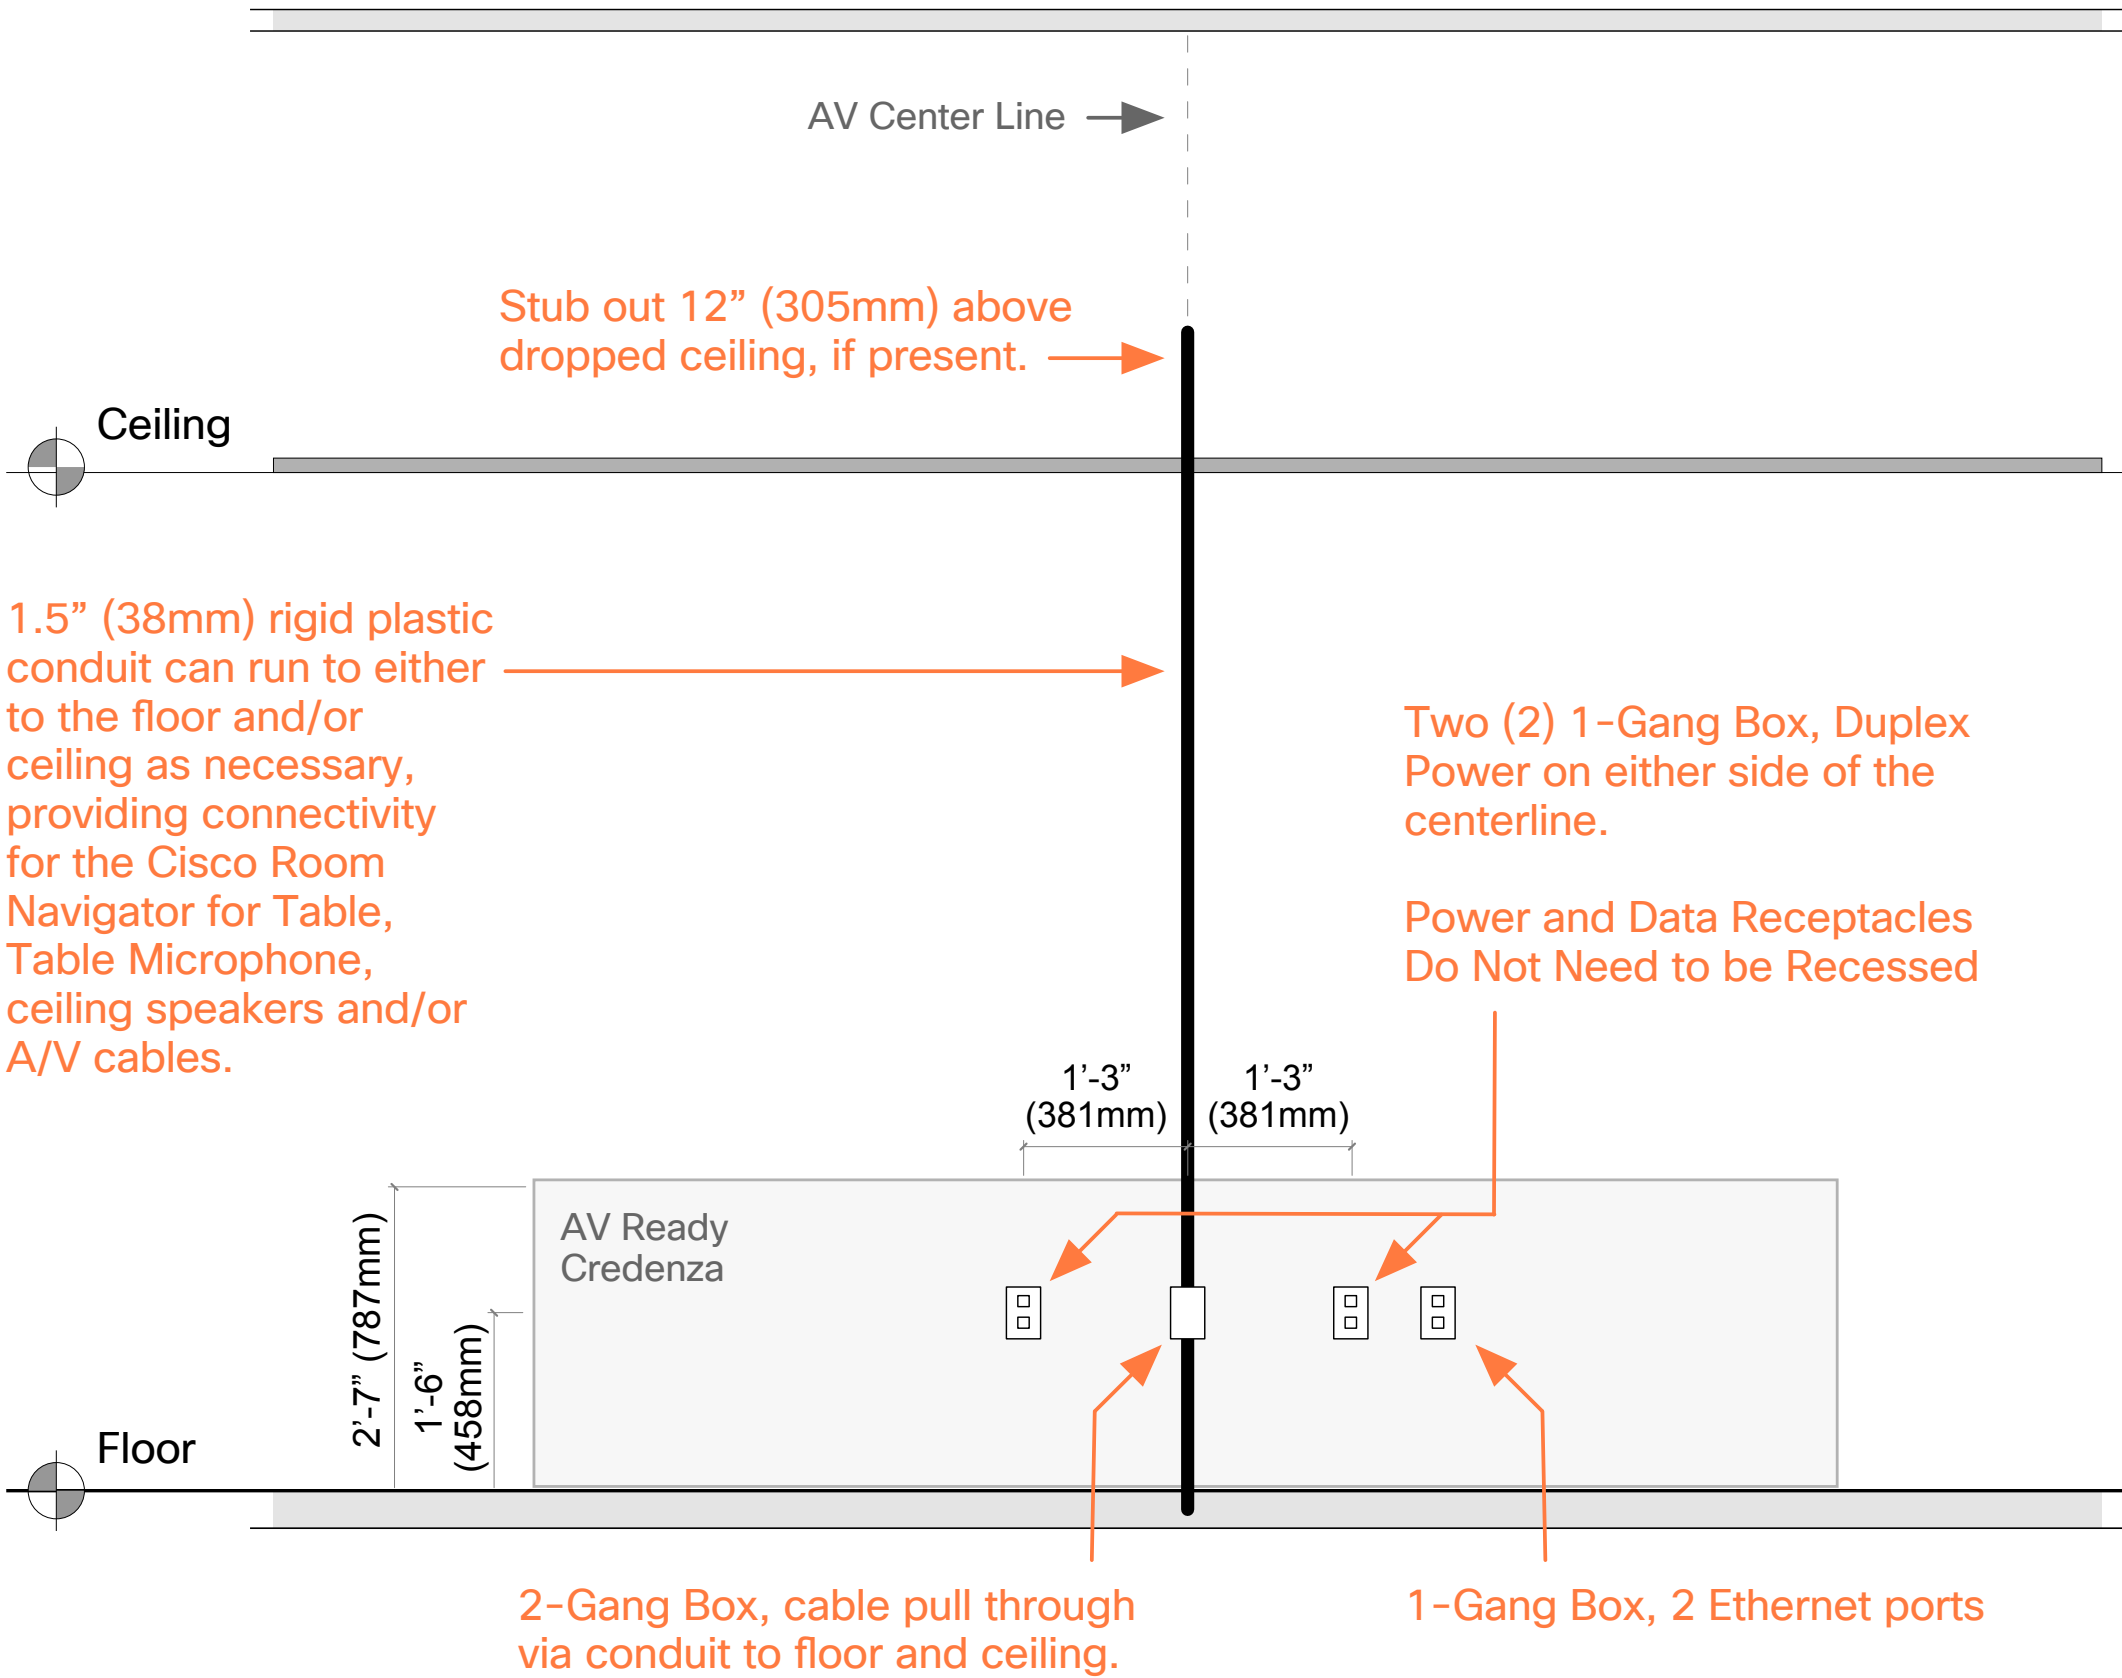 AV Center Line
Stub out 12” (305mm) above
dropped ceiling, if present.
Ceiling
1.5” (38mm) rigid plastic
conduit can run to either
to the floor and/or
ceiling as necessary,
providing connectivity
for the Cisco Room
Navigator for Table,
Table Microphone,
ceiling speakers and/or
A/V cables.
Two (2) 1-Gang Box, Duplex
Power on either side of the
centerline.
Power and Data Receptacles
Do Not Need to be Recessed
1’-3”
(381mm)
1’-3”
(381mm)
AV Ready
Credenza
2’-7” (787mm)
1’-6”
(458mm)
Floor
2-Gang Box, cable pull through
via conduit to floor and ceiling.
1-Gang Box, 2 Ethernet ports